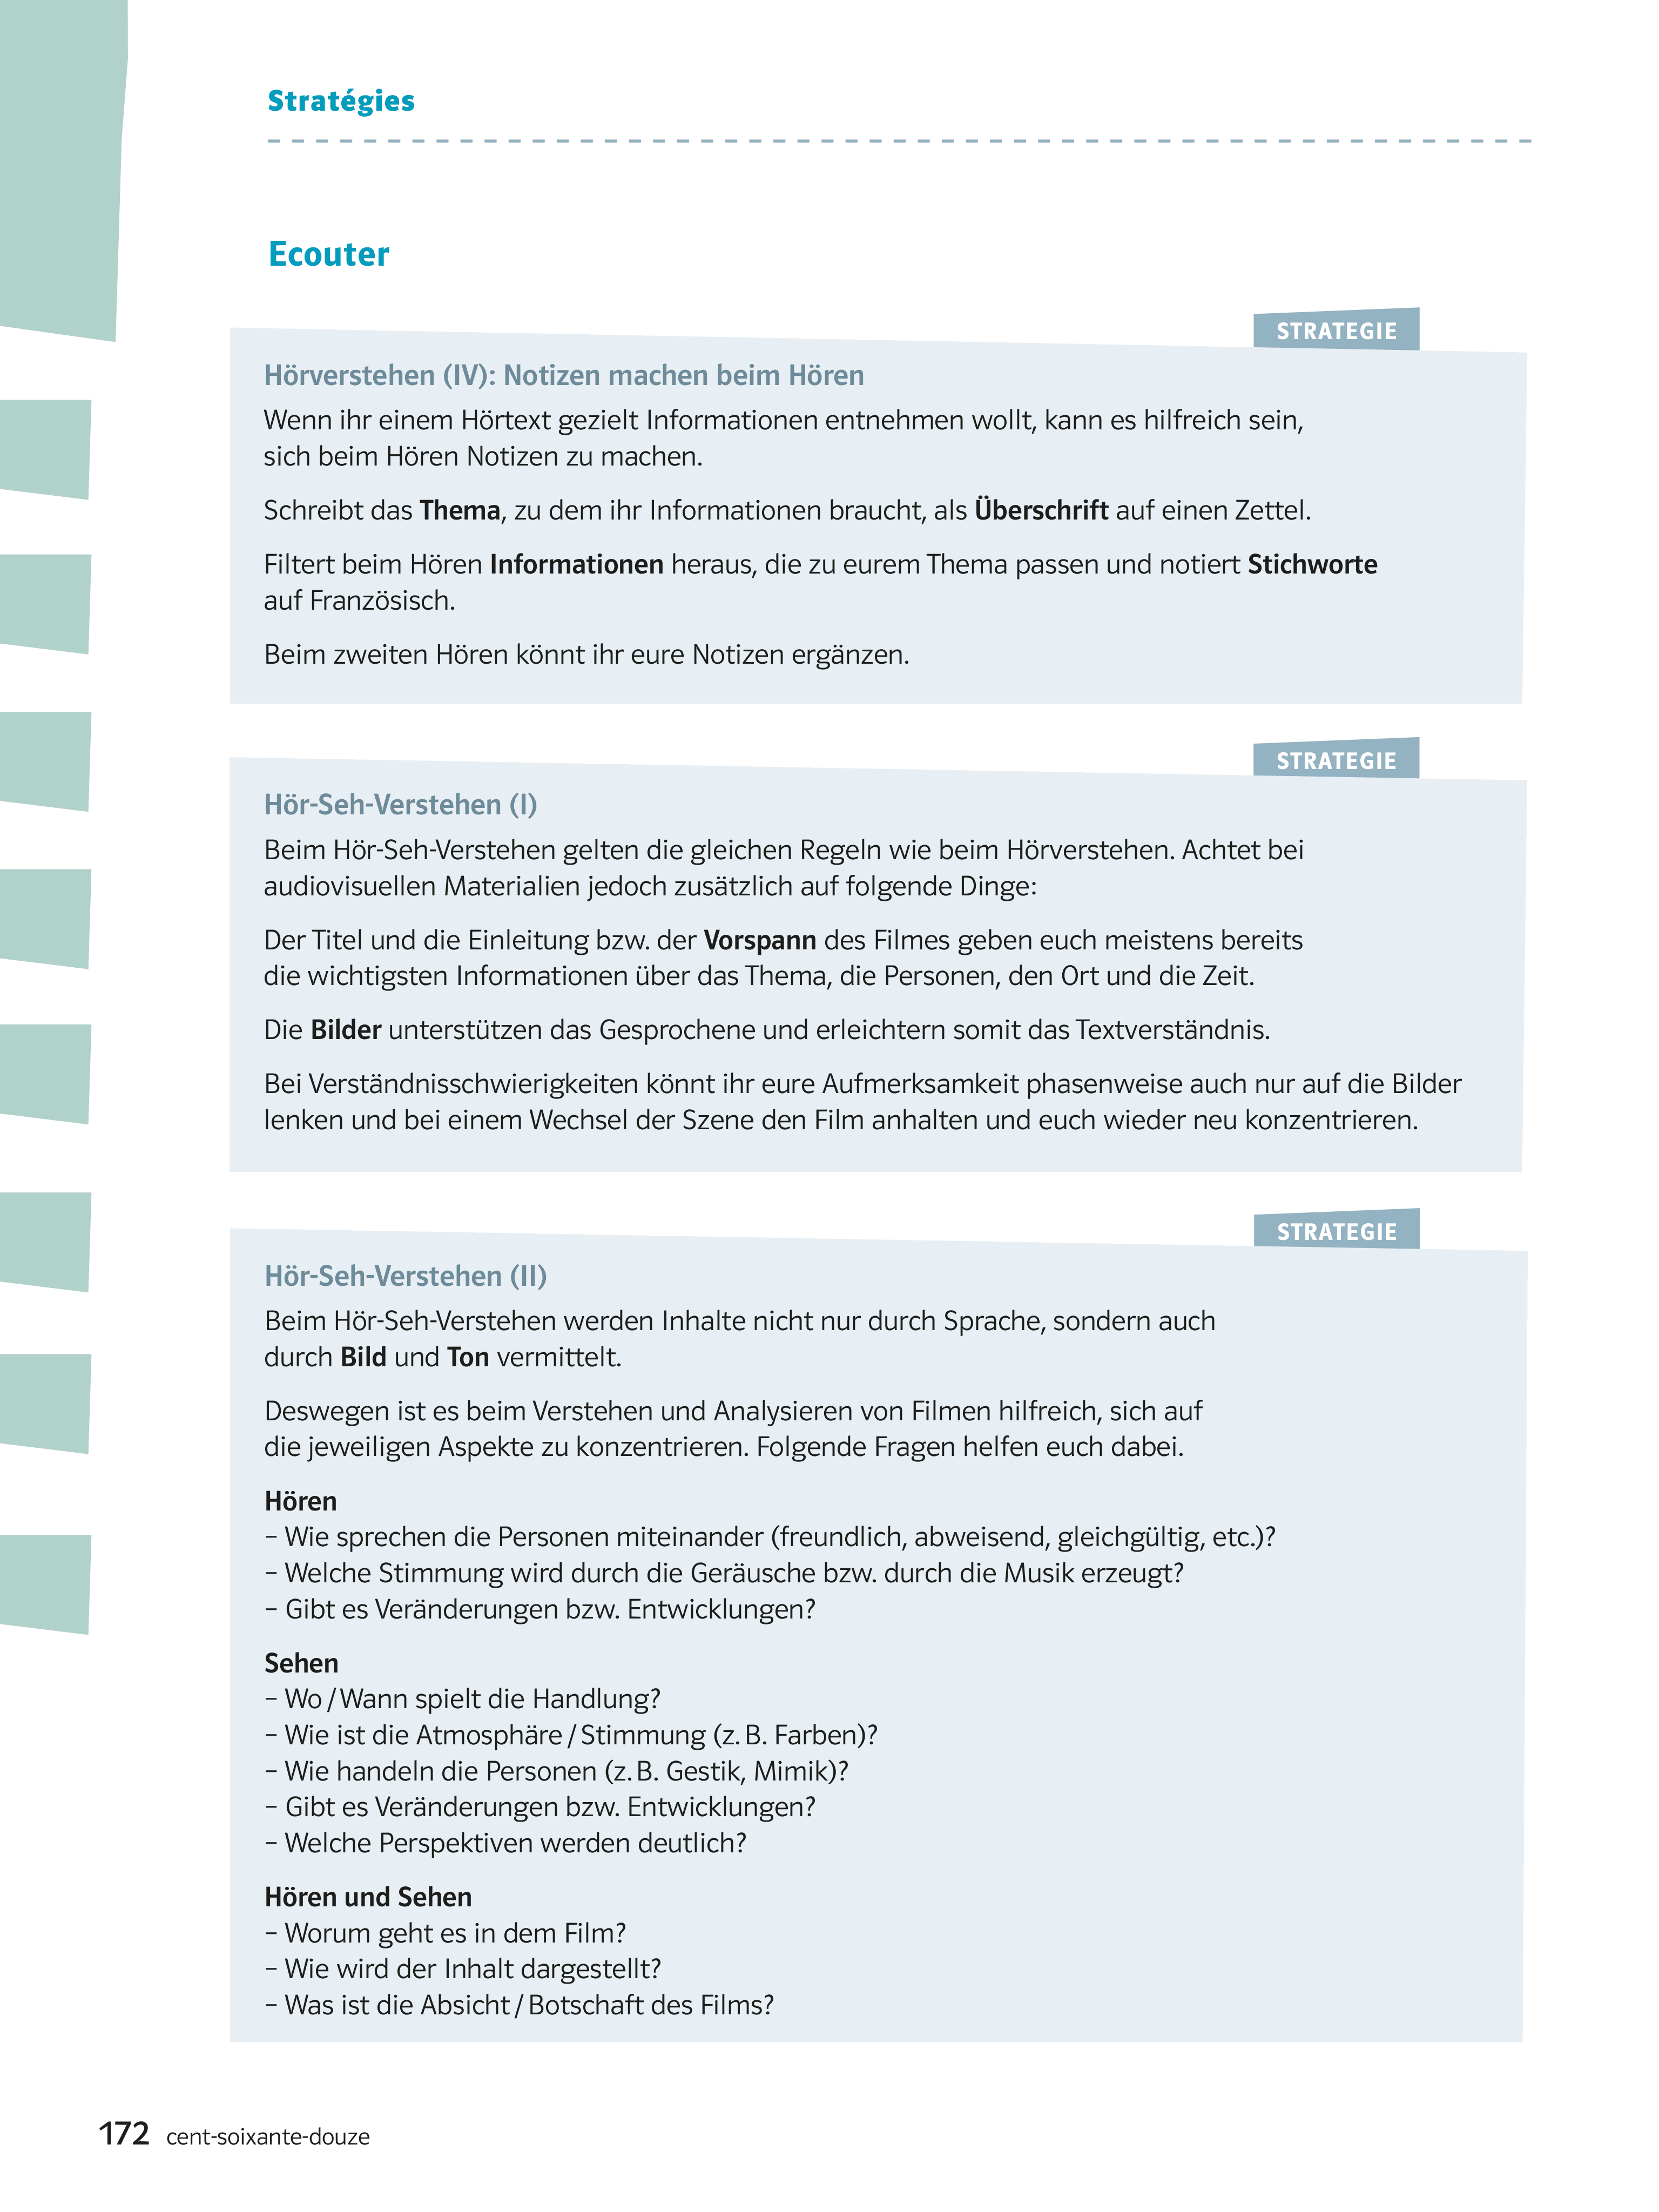 Stratégies
Ecouter
STRATEGIE
Hörverstehen (IV): Notizen machen beim Hören
Wenn ihr einem Hörtext gezielt Informationen entnehmen wollt, kann es hilfreich sein,
sich beim Hören Notizen zu machen.
Schreibt das Thema, zu dem ihr Informationen braucht, als Überschrift auf einen Zettel.
Filtert beim Hören Informationen heraus, die zu eurem Thema passen und notiert Stichworte
auf Französisch.
Beim zweiten Hören könnt ihr eure Notizen ergänzen.
STRATEGIE
Hör-Seh-Verstehen (I)
Beim Hör-Seh-Verstehen gelten die gleichen Regeln wie beim Hörverstehen. Achtet bei
audiovisuellen Materialien jedoch zusätzlich auf folgende Dinge:
Der Titel und die Einleitung bzw. der Vorspann des Filmes geben euch meistens bereits
die wichtigsten Informationen über das Thema, die Personen, den Ort und die Zeit.
Die Bilder unterstützen das Gesprochene und erleichtern somit das Textverständnis.
Bei Verständnisschwierigkeiten könnt ihr eure Aufmerksamkeit phasenweise auch nur auf die Bilder
lenken und bei einem Wechsel der Szene den Film anhalten und euch wieder neu konzentrieren.
STRATEGIE
Hör-Seh-Verstehen (II)
Beim Hör-Seh-Verstehen werden Inhalte nicht nur durch Sprache, sondern auch
durch Bild und Ton vermittelt.
Deswegen ist es beim Verstehen und Analysieren von Filmen hilfreich, sich auf
die jeweiligen Aspekte zu konzentrieren. Folgende Fragen helfen euch dabei.
Hören
– Wie sprechen die Personen miteinander (freundlich, abweisend, gleichgültig, etc.)?
– Welche Stimmung wird durch die Geräusche bzw. durch die Musik erzeugt?
– Gibt es Veränderungen bzw. Entwicklungen?
Sehen
– Wo / Wann spielt die Handlung?
– Wie ist die Atmosphäre / Stimmung (z. B. Farben)?
– Wie handeln die Personen (z. B. Gestik, Mimik)?
– Gibt es Veränderungen bzw. Entwicklungen?
– Welche Perspektiven werden deutlich?
Hören und Sehen
– Worum geht es in dem Film?
– Wie wird der Inhalt dargestellt?
– Was ist die Absicht / Botschaft des Films?
172 cent-soixante-douze